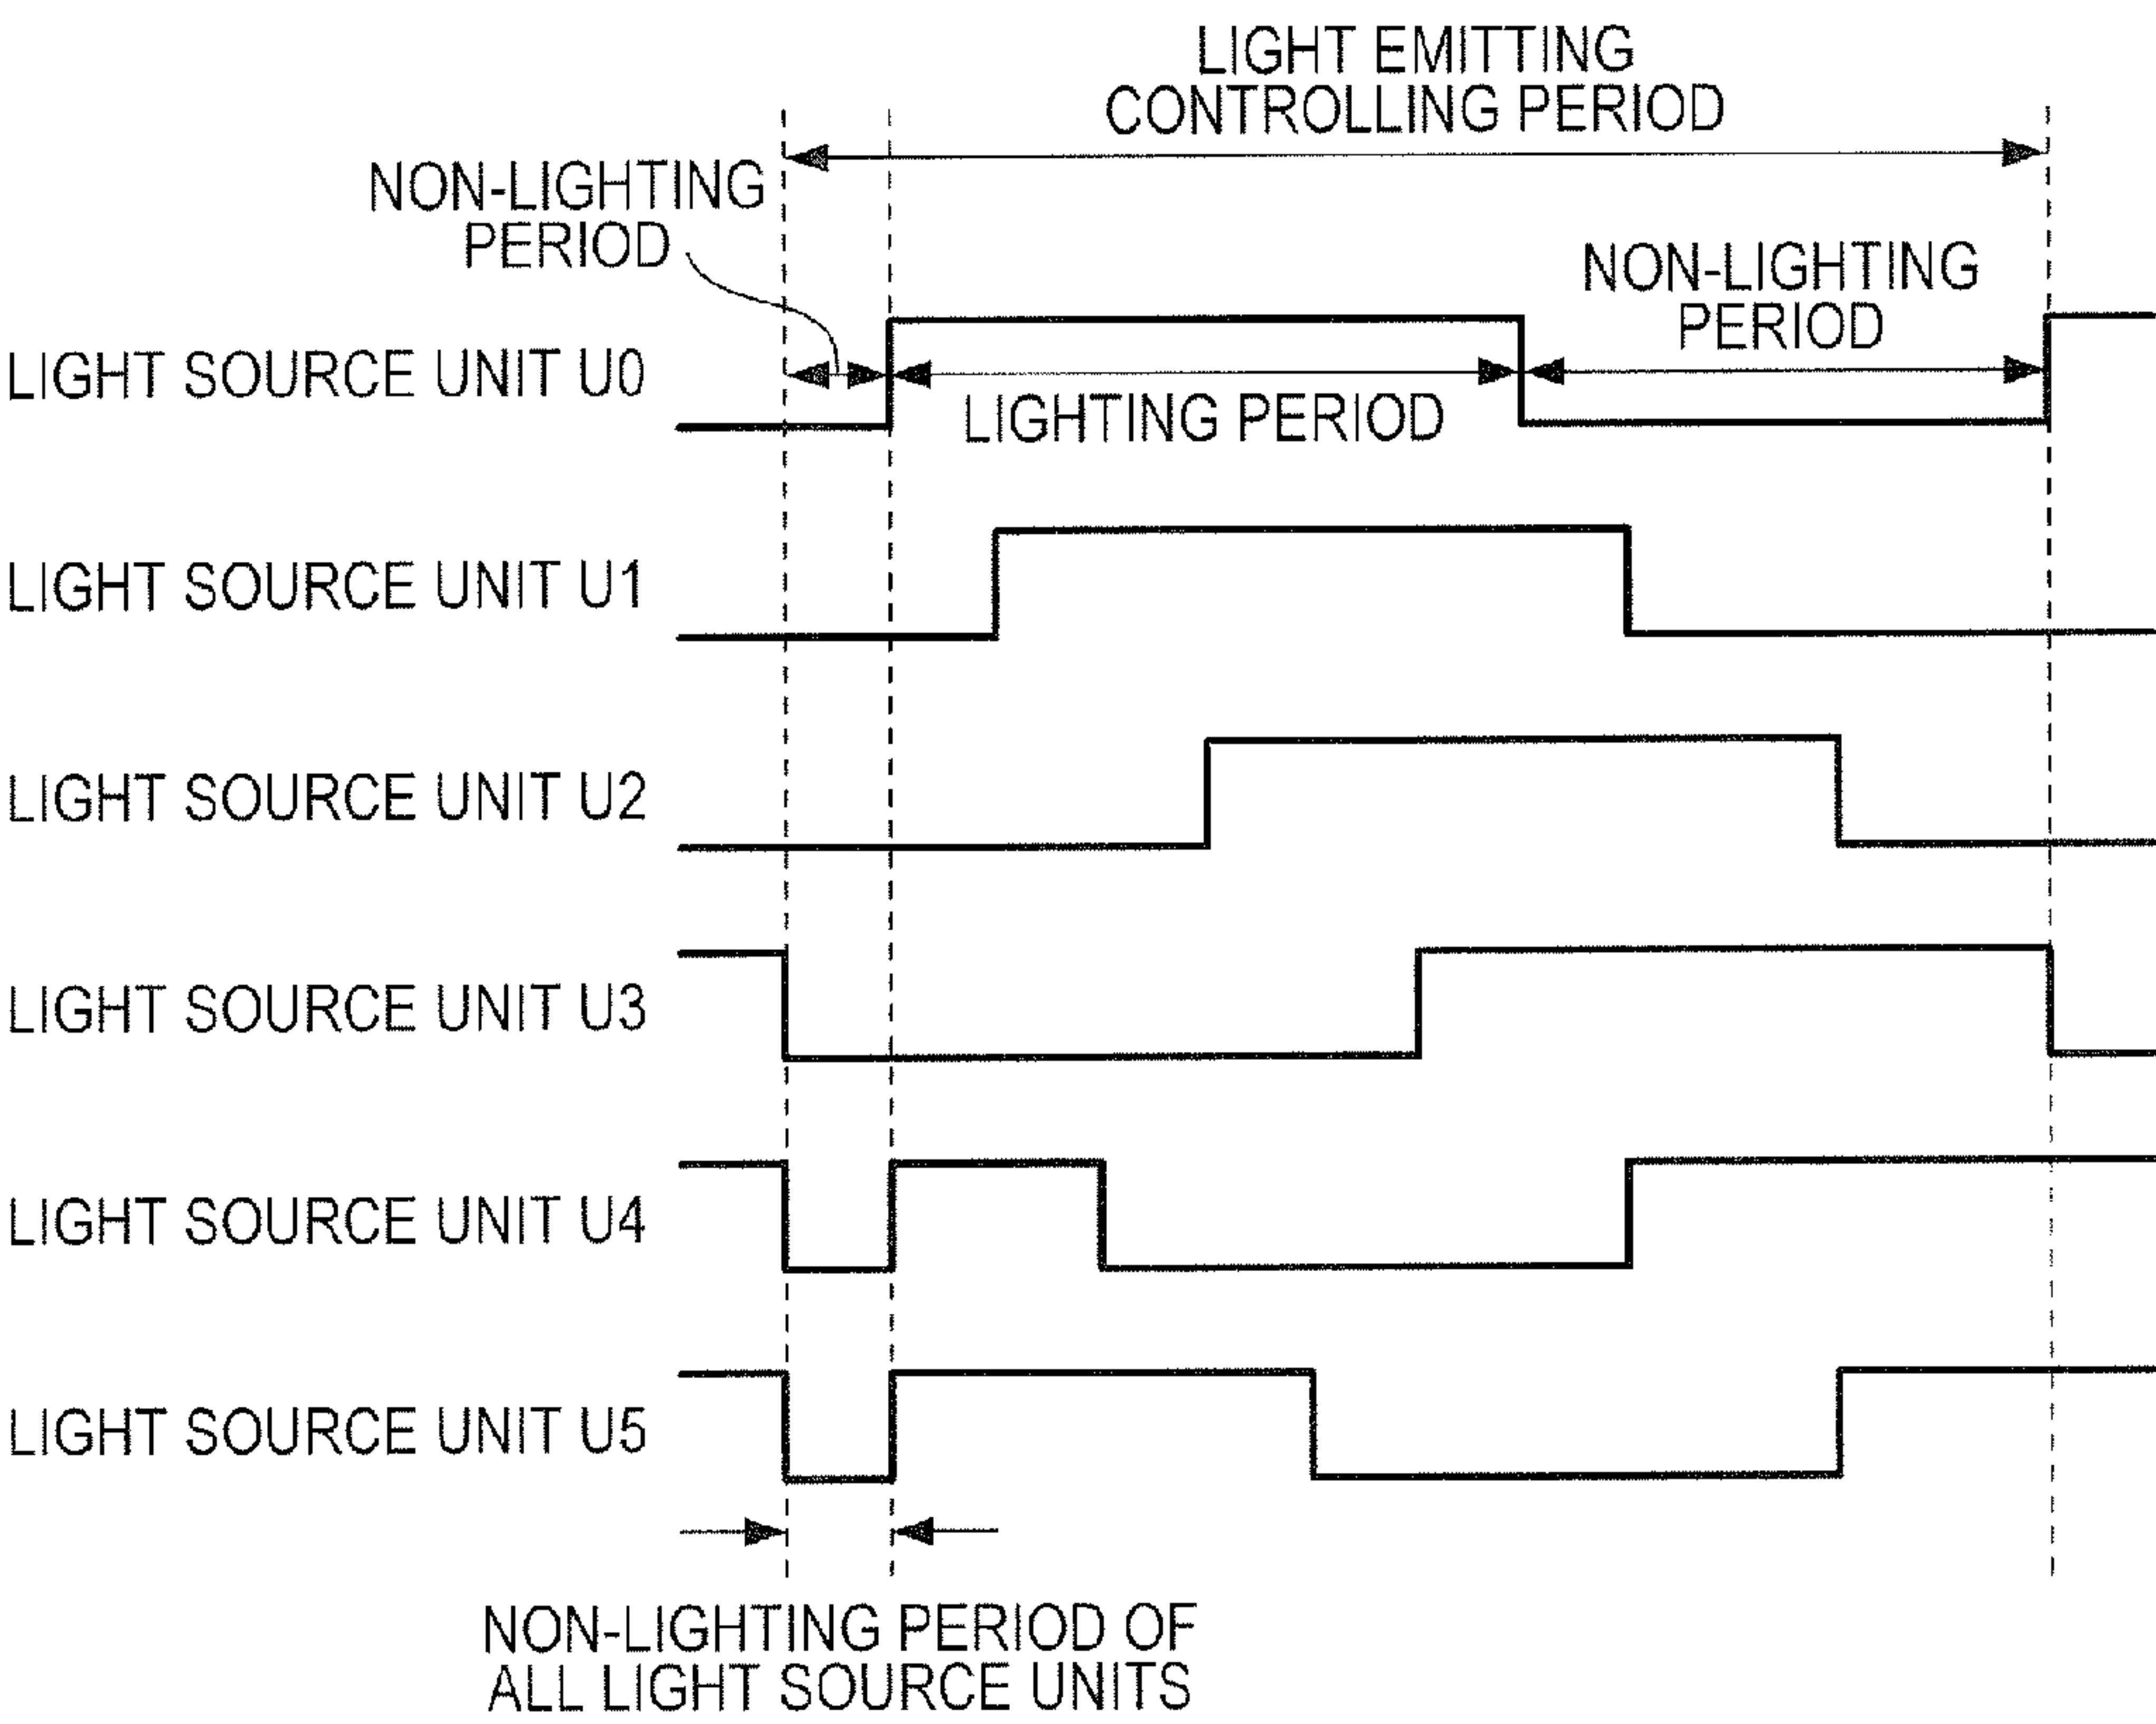 LIGHT EMITTING
CONTROLLING PERIOD
NON-LIGHTING
PERIOD
NON-LIGHTING
PERIOD
LIGHT SOURCE UNIT U0
LIGHTING PERIOD
LIGHT SOURCE UNIT U1
LIGHT SOURCE UNIT U2
LIGHT SOURCE UNIT U3
LIGHT SOURCE UNIT U4
LIGHT SOURCE UNIT U5
NON-LIGHTING PERIOD OF
ALL LIGHT SOURCE UNITS